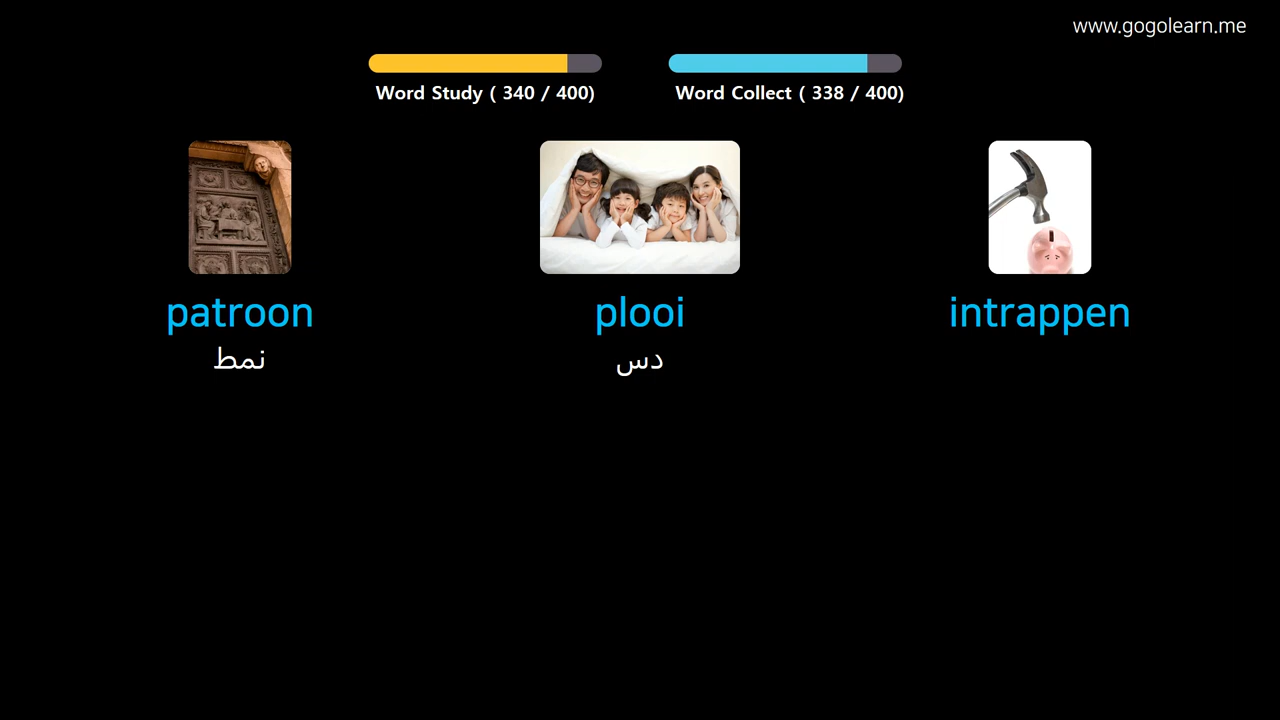 www.gogolearn.me
Word Study ( 340 / 400)
Word Collect ( 338 / 400)
patroon
plooi
intrappen
نمط
دس